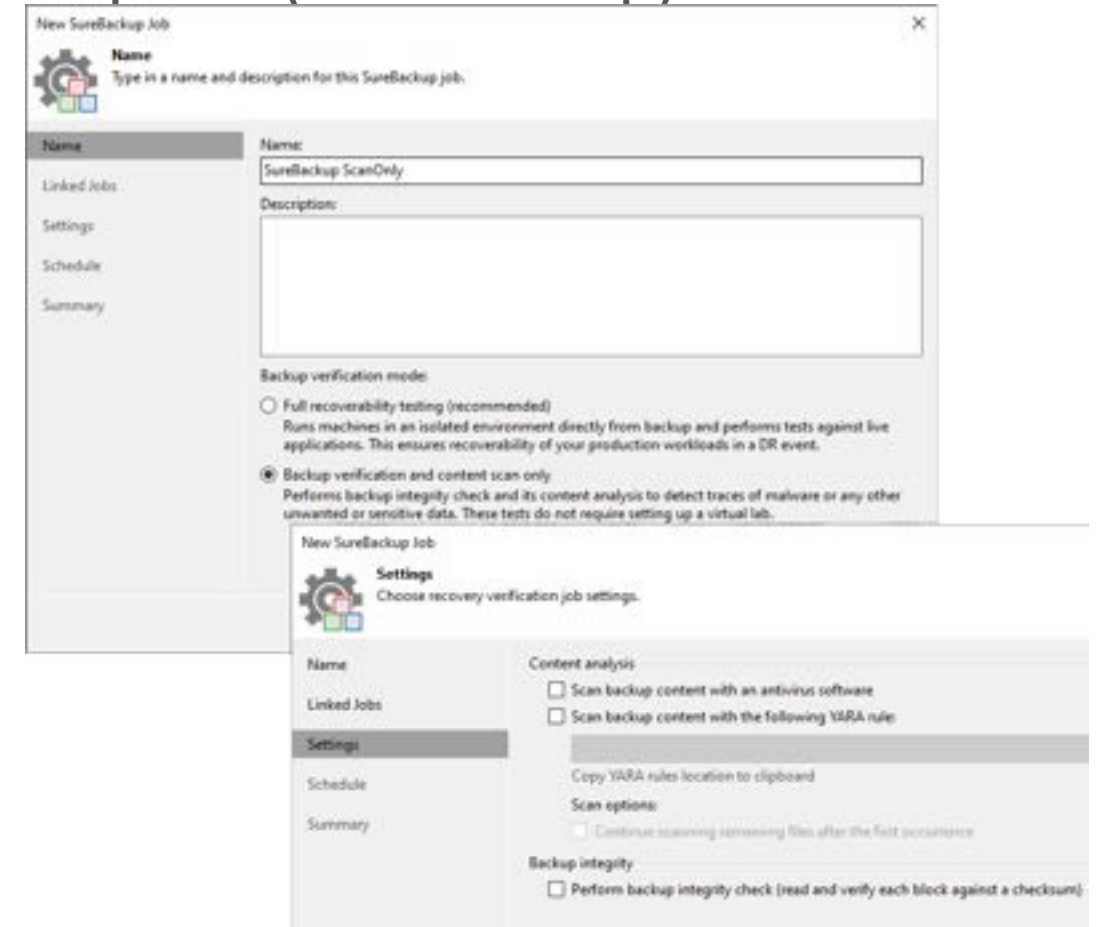 New SureBackup Job
Name
Type in a name and description for this SureBackup job.
Name
Linked Jobs
Settings
Schedule
Summary
Name:
SureBackup ScanOnly
Description:
Backup verification mode:
Full recoverability testing (recommended)
Runs machines in an isolated environment directly from backup and performs tests against live
applications. This ensures recoverability of your production workloads in a DR event.
Backup verification and content scan only
Performs backup integrity check and its content analysis to detect traces of malware or any other
unwanted or sensitive data. These tests do not require setting up a virtual lab.
New SureBackup Job
Settings
Choose recovery verification job settings.
Name
Linked Jobs
Settings
Schedule
Summary
Content analysis
Scan backup content with an antivirus software
Scan backup content with the following YARA rule:
Copy YARA rules location to clipboard
Scan options:
Continue scanning remaining files after the first occurrence
Backup integrity
Perform backup integrity check (read and verify each block against a checksum)